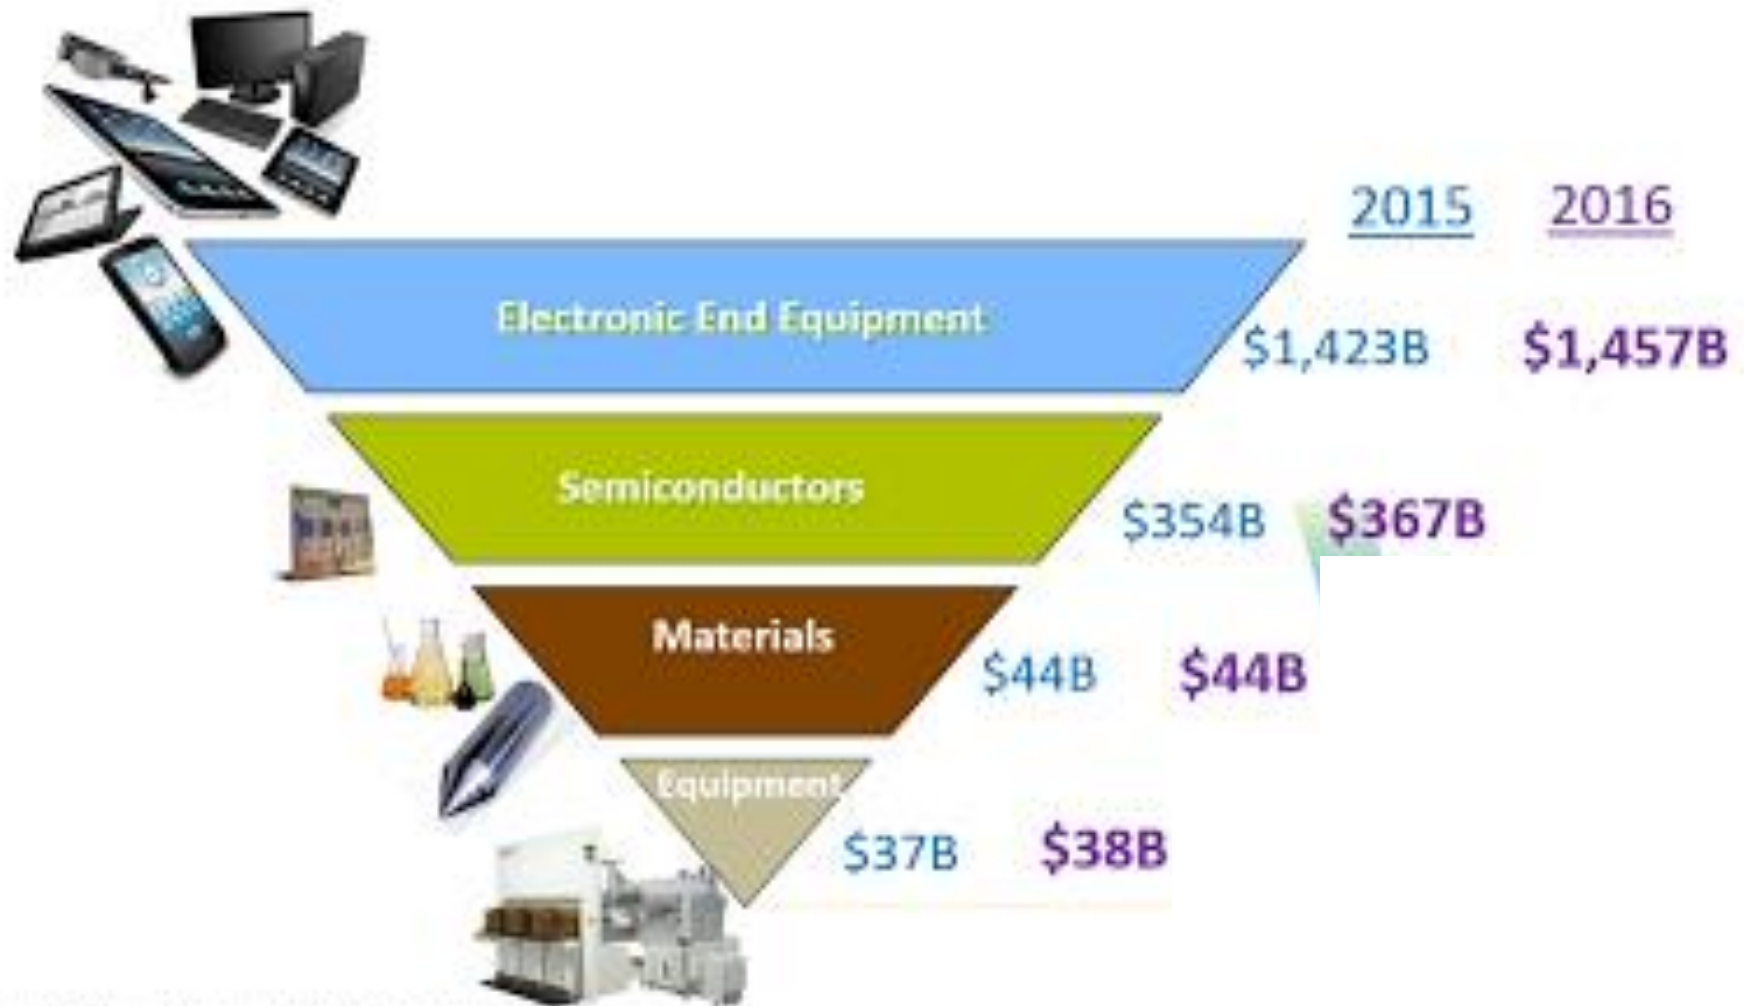 2015 2016
Electronic End Equipment
$1,423B $1,457B
Semiconductors
$354B $367B
Materials
$44B $44B
Equipment
$37B $38B